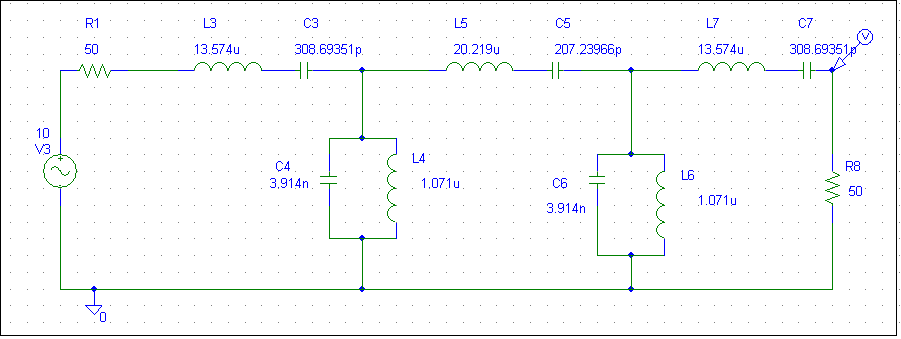 R1 L3 C3 L5 C5 L7 C7
50 13.574u 308.69351p 20.219u 207.23966p 13.574u 308.69351p
V
10
V3
C4 L4
3.914n 1.071u
C6 L6
3.914n 1.071u
R8
50
0